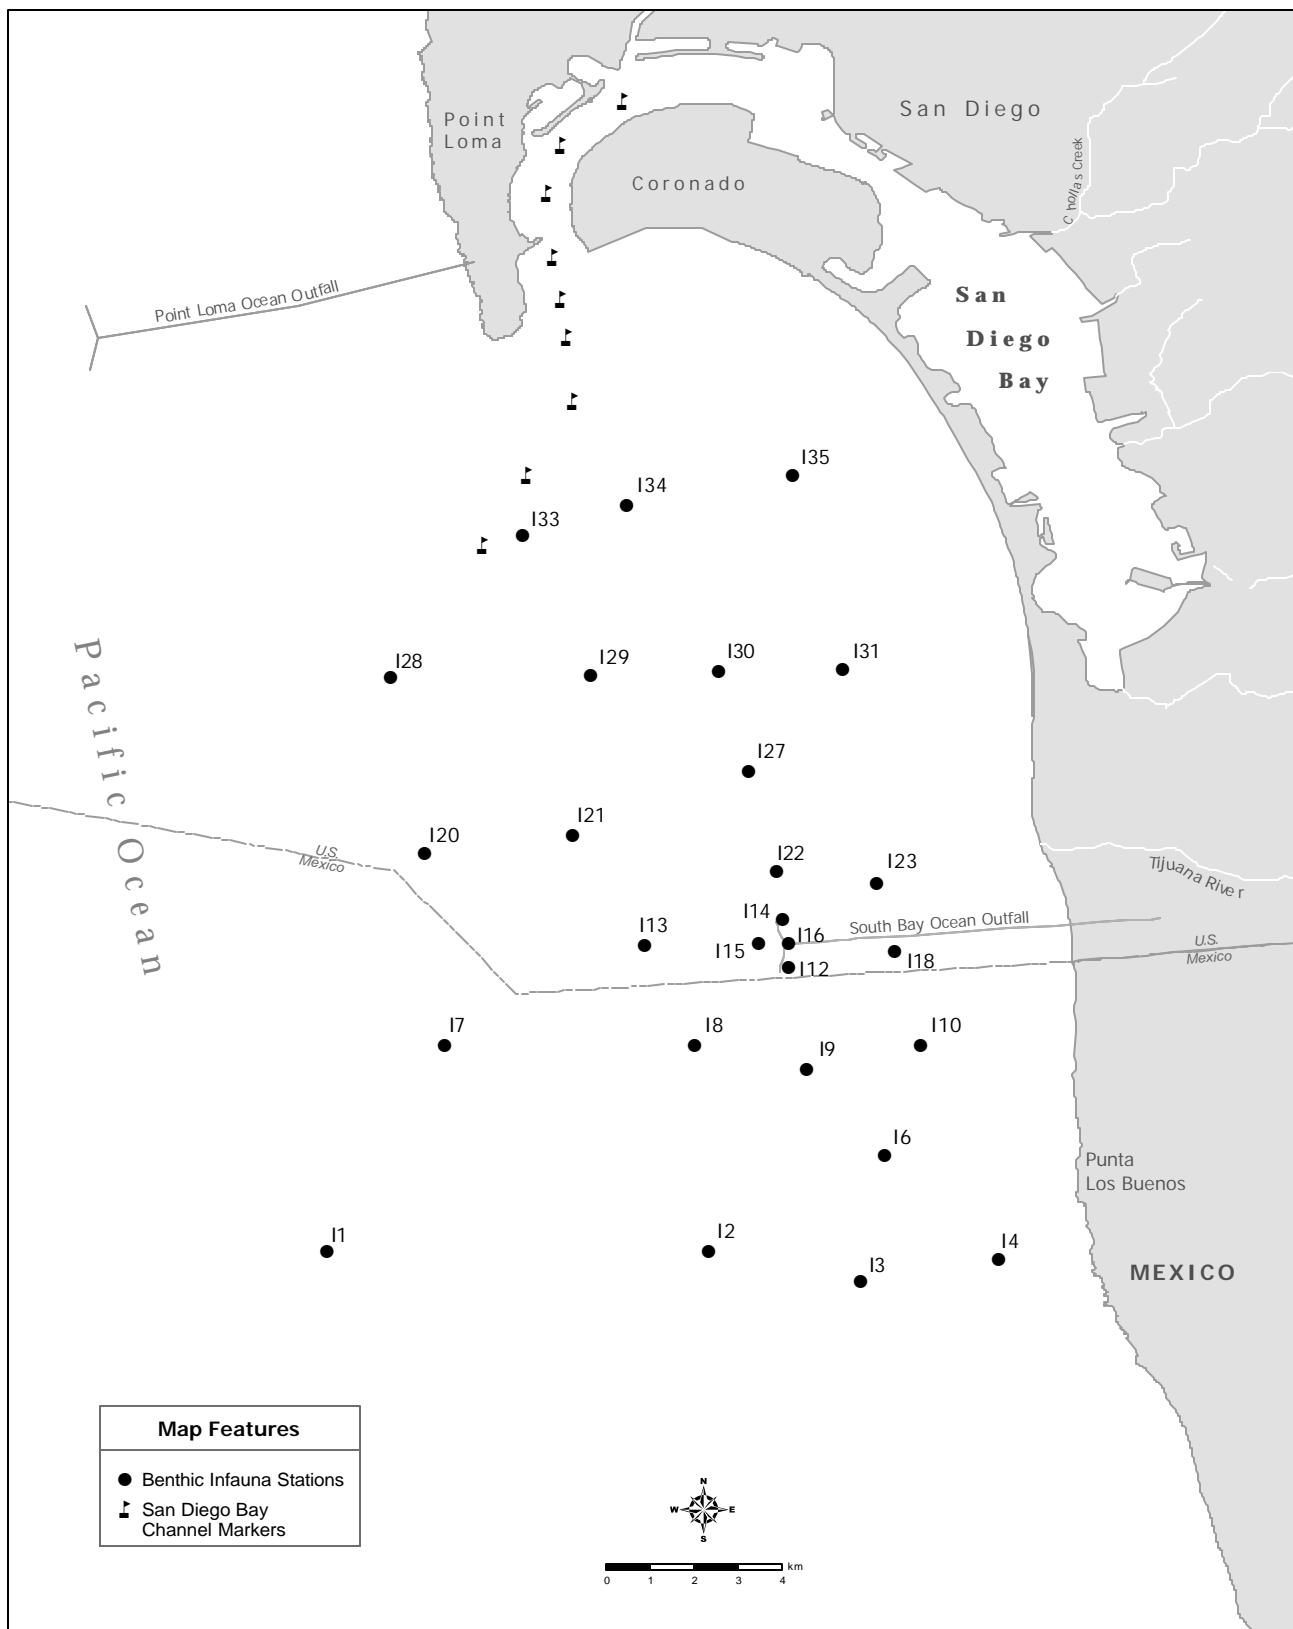 San Diego
Point
Loma
Coronado
Chollas Creek
Point Loma Ocean Outfall
San
Diego
Bay
I35
I34
I33
I28
I29
I30
I31
Pacific Ocean
I27
I21
I20
U.S.
Mexico
I22
I23
Tijuana River
I14
South Bay Ocean Outfall
I13
I15
I16
I18
U.S.
Mexico
I12
I7
I8
I9
I10
I6
Punta
Los Buenos
I1
I2
I3
I4
MEXICO
Map Features
Benthic Infauna Stations
San Diego Bay
Channel Markers
N
W E
S
km
0 1 2 3 4